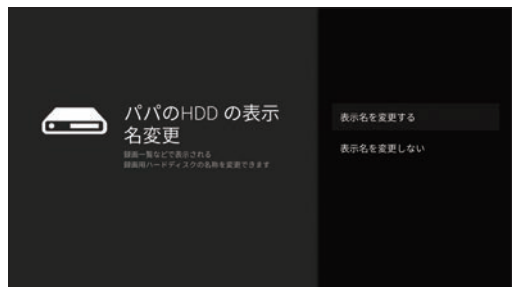 パパのHDD の表示
名変更
録画一覧などで表示される
録画用ハードディスクの名称を変更できます
表示名を変更する
表示名を変更しない